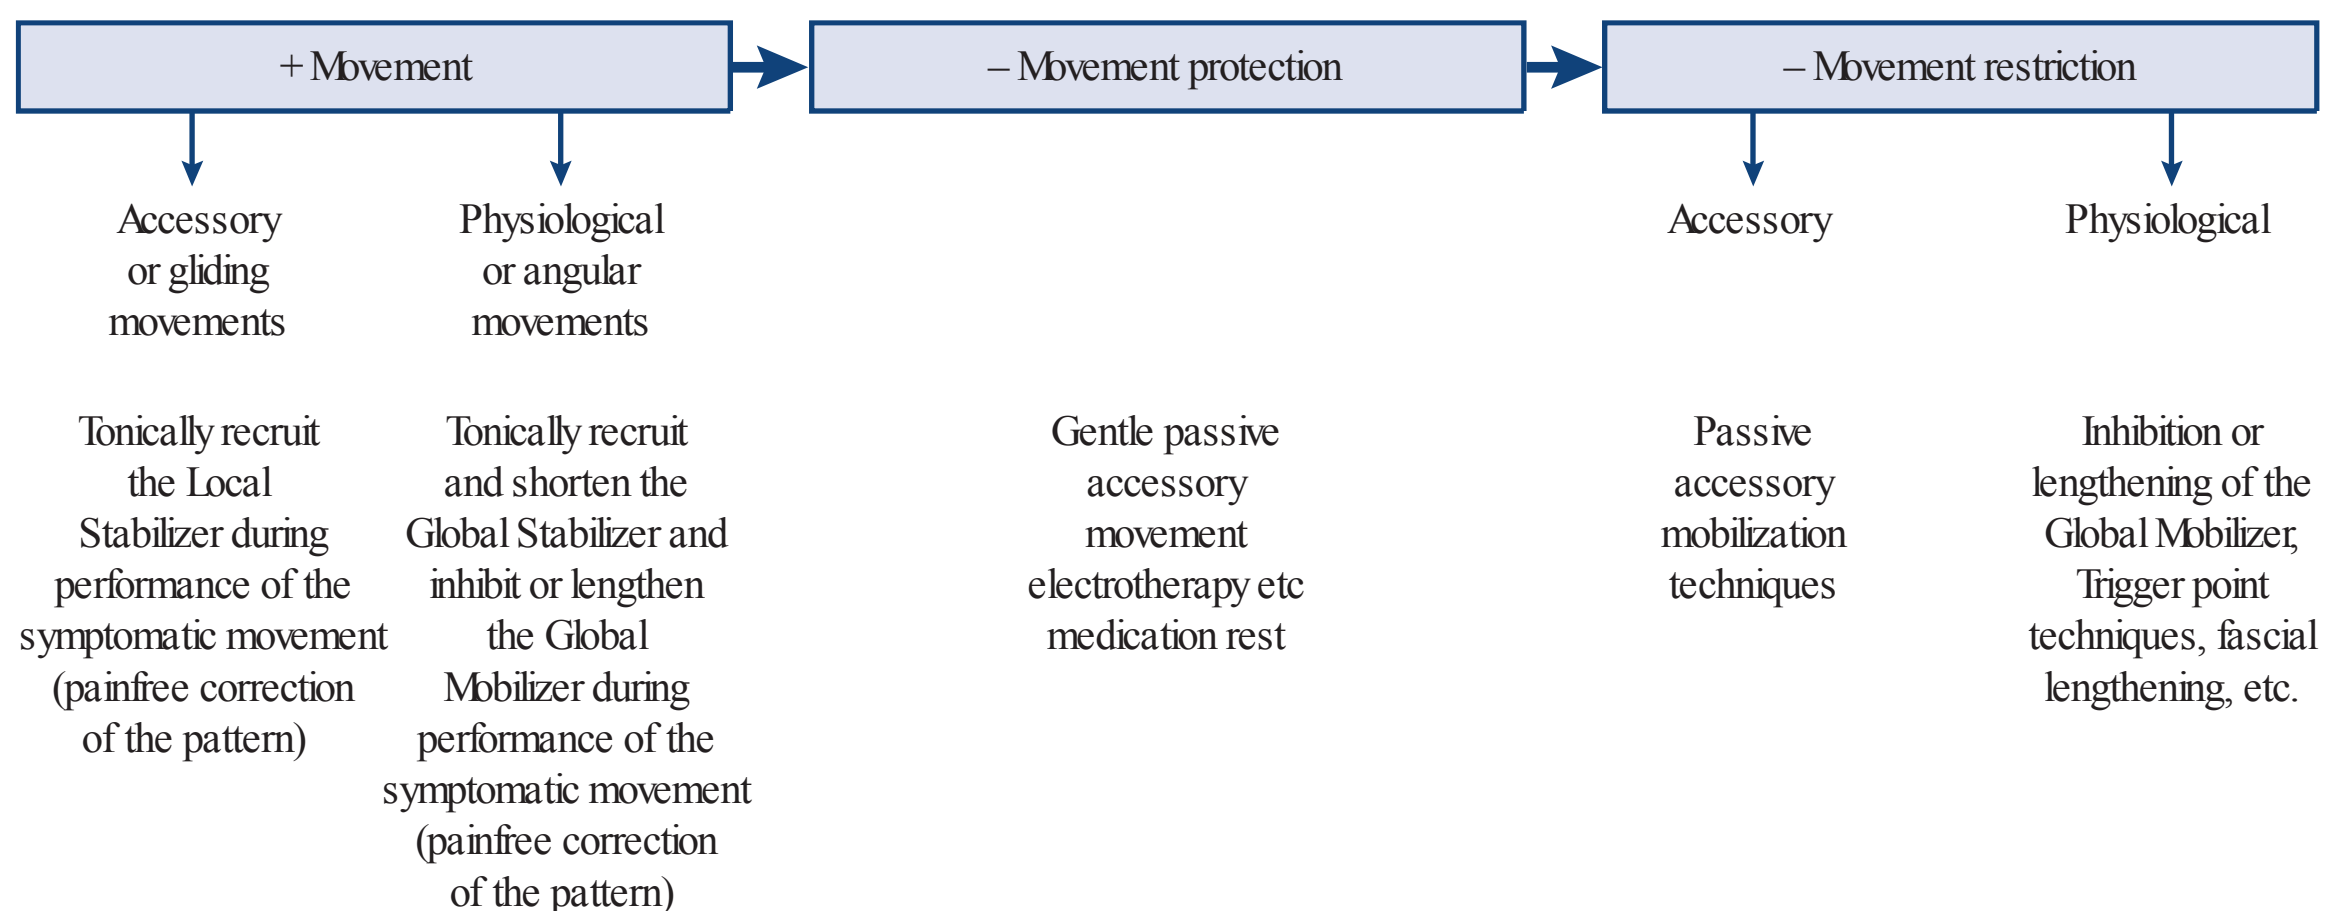 + Movement
– Movement protection
– Movement restriction
Accessory
or gliding
movements
Physiological
or angular
movements
Accessory
Physiological
Tonically recruit
the Local
Stabilizer during
performance of the
symptomatic movement
(painfree correction
of the pattern)
Tonically recruit
and shorten the
Global Stabilizer and
inhibit or lengthen
the Global
Mobilizer during
performance of the
symptomatic movement
(painfree correction
of the pattern)
Gentle passive
accessory
movement
electrotherapy etc
medication rest
Passive
accessory
mobilization
techniques
Inhibition or
lengthening of the
Global Mobilizer,
Trigger point
techniques, fascial
lengthening, etc.